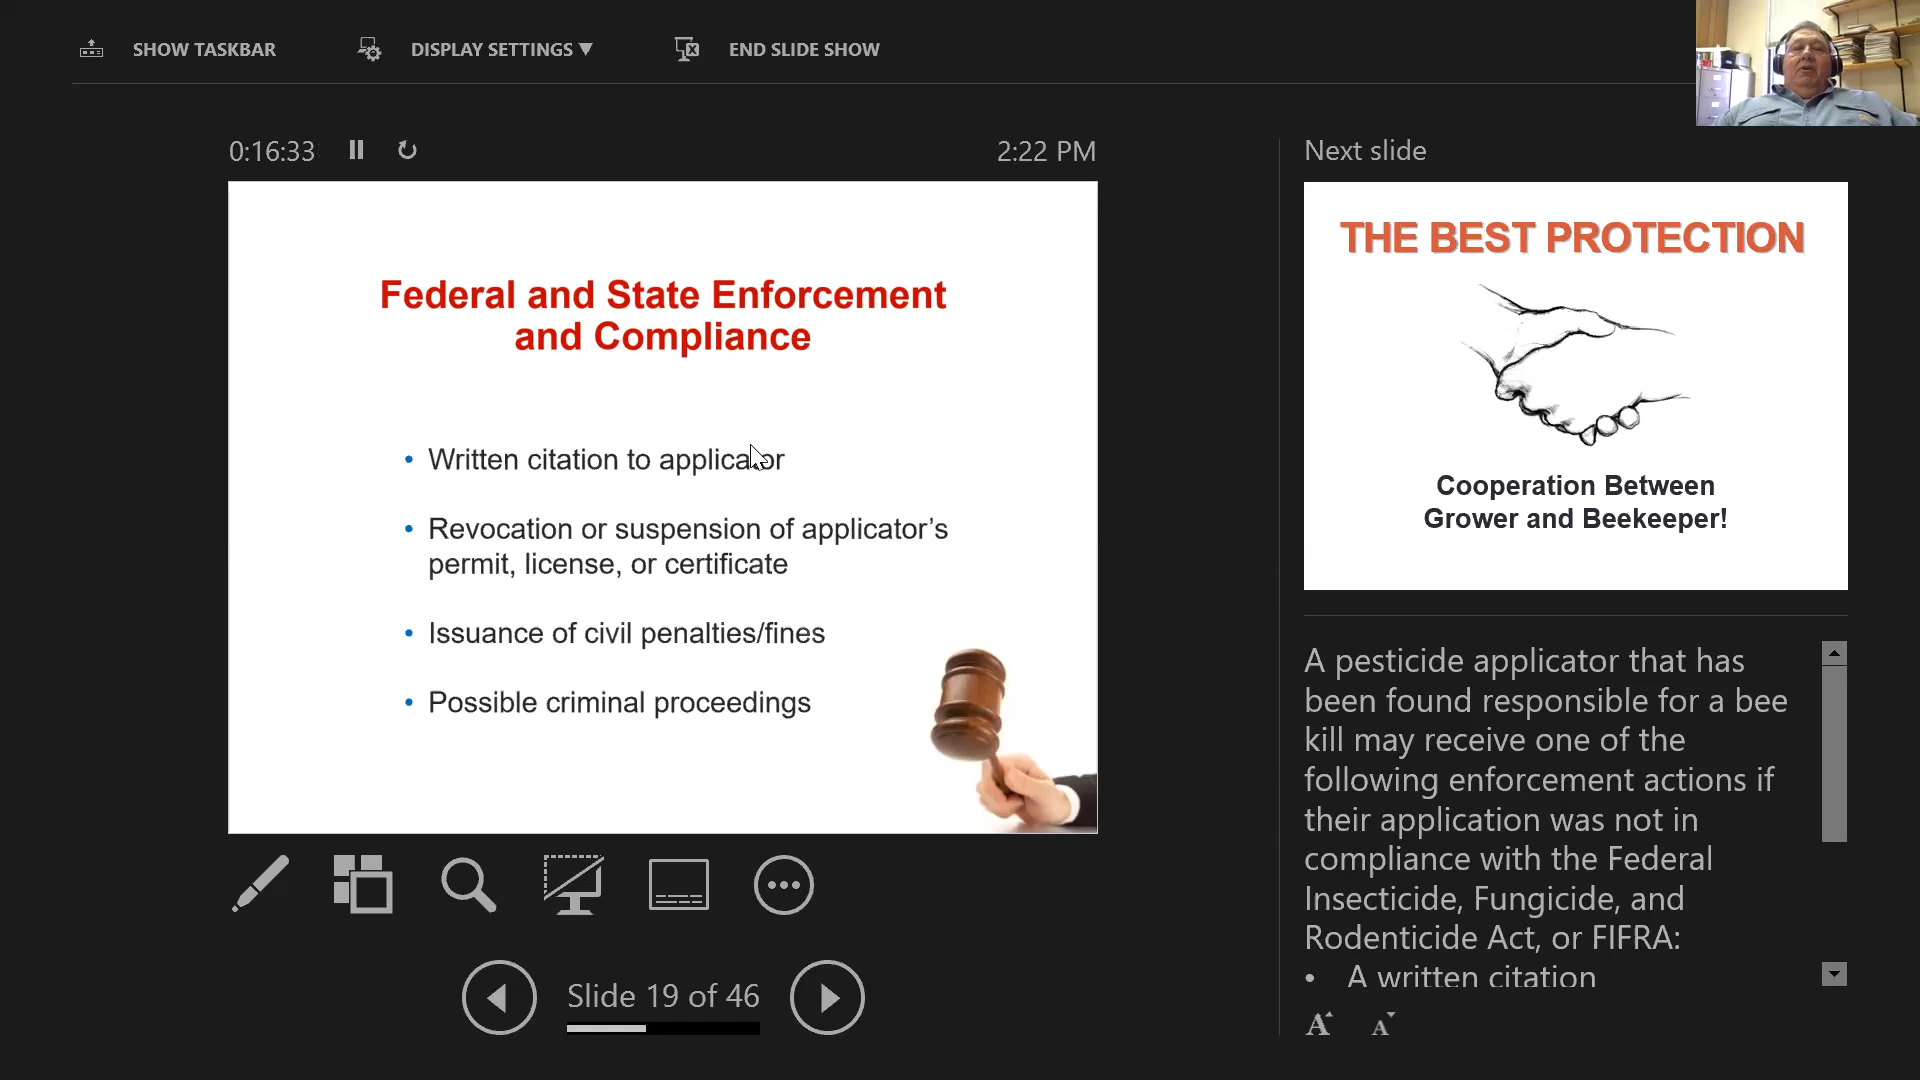 SHOW TASKBAR
DISPLAY SETTINGS ▼
END SLIDE SHOW
0:16:33
2:22 PM
Federal and State Enforcement
and Compliance
• Written citation to applicator
• Revocation or suspension of applicator’s
permit, license, or certificate
• Issuance of civil penalties/fines
• Possible criminal proceedings
Slide 19 of 46
Next slide
THE BEST PROTECTION
Cooperation Between
Grower and Beekeeper!
A pesticide applicator that has
been found responsible for a bee
kill may receive one of the
following enforcement actions if
their application was not in
compliance with the Federal
Insecticide, Fungicide, and
Rodenticide Act, or FIFRA:
• A written citation
A A